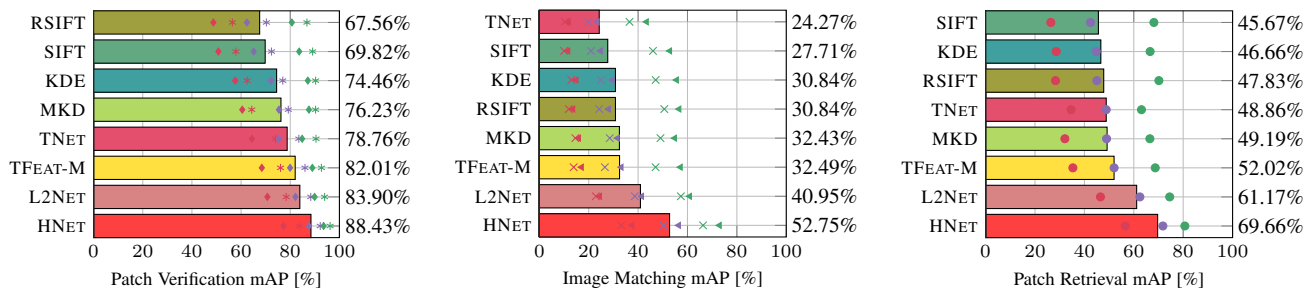 RSIFT 67.56%
SIFT 69.82%
KDE 74.46%
MKD 76.23%
TNET 78.76%
TFEAT-M 82.01%
L2NET 83.90%
HNET 88.43%
0 20 40 60 80 100
Patch Verification mAP [%]
TNET 24.27%
SIFT 27.71%
KDE 30.84%
RSIFT 30.84%
MKD 32.43%
TFEAT-M 32.49%
L2NET 40.95%
HNET 52.75%
0 20 40 60 80 100
Image Matching mAP [%]
SIFT 45.67%
KDE 46.66%
RSIFT 47.83%
TNET 48.86%
MKD 49.19%
TFEAT-M 52.02%
L2NET 61.17%
HNET 69.66%
0 20 40 60 80 100
Patch Retrieval mAP [%]